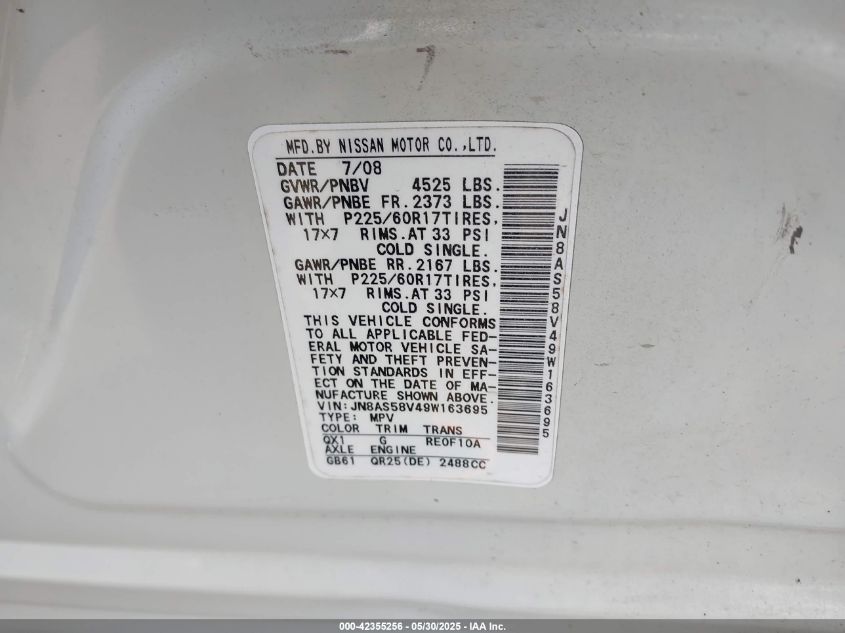 MFD.BY NISSAN MOTOR CO.,LTD.
DATE 7/08
GVWR/PNBV 4525 LBS.
GAWR/PNBE FR. 2373 LBS.
WITH P225/60R17TIRES,
17×7 RIMS.AT 33 PSI
COLD SINGLE.
GAWR/PNBE RR. 2167 LBS.
WITH P225/60R17TIRES,
17×7 RIMS.AT 33 PSI
COLD SINGLE.
THIS VEHICLE CONFORMS
TO ALL APPLICABLE FED-
ERAL MOTOR VEHICLE SA-
FETY AND THEFT PREVEN-
TION STANDARDS IN EFF-
ECT ON THE DATE OF MA-
NUFACTURE SHOWN ABOVE.
VIN:JN8AS58V49W163695
TYPE: MPV
COLOR TRIM TRANS
QX1 G RE0F10A
AXLE ENGINE
GB61 QR25(DE) 2488CC
JN8AS58V49W163695
000-42355256 - 05/30/2025 - IAA Inc.